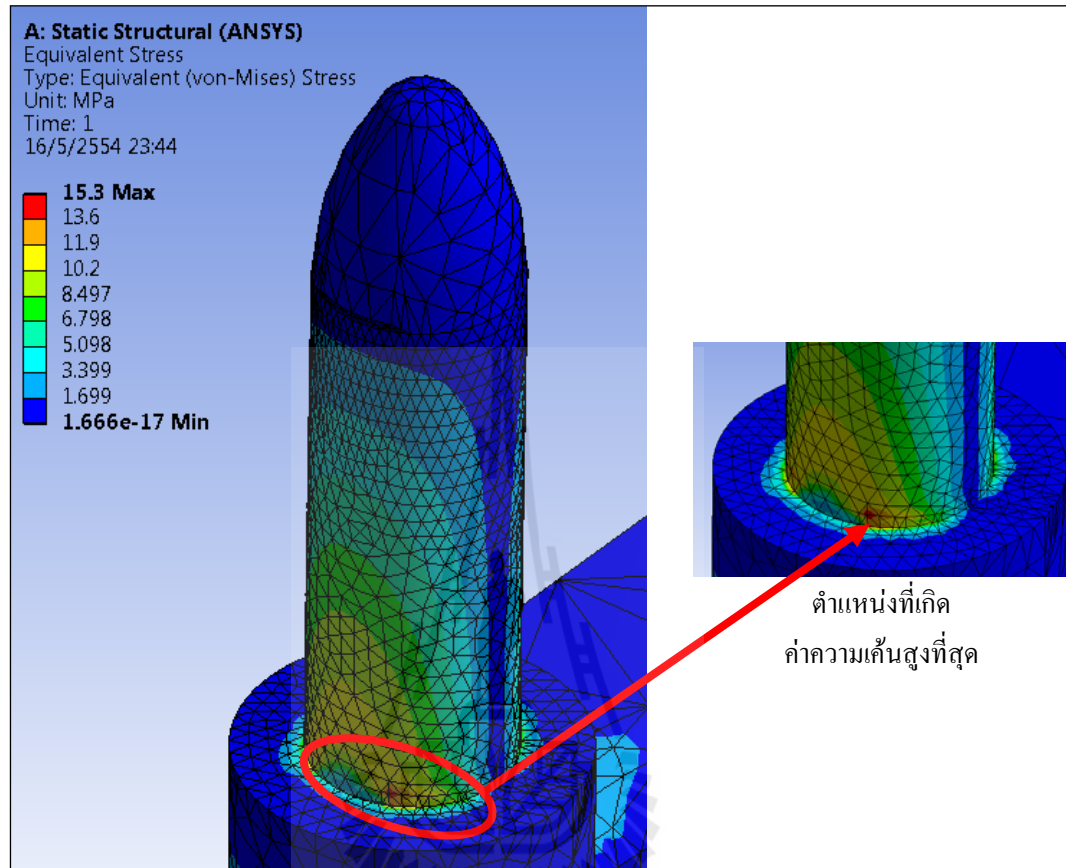 A: Static Structural (ANSYS)
Equivalent Stress
Type: Equivalent (von-Mises) Stress
Unit: MPa
Time: 1
16/5/2554 23:44
15.3 Max
13.6
11.9
10.2
8.497
6.798
5.098
3.399
1.699
1.666e-17 Min
ตำแหน่งที่เกิด
ค่าความเค้นสูงที่สุด